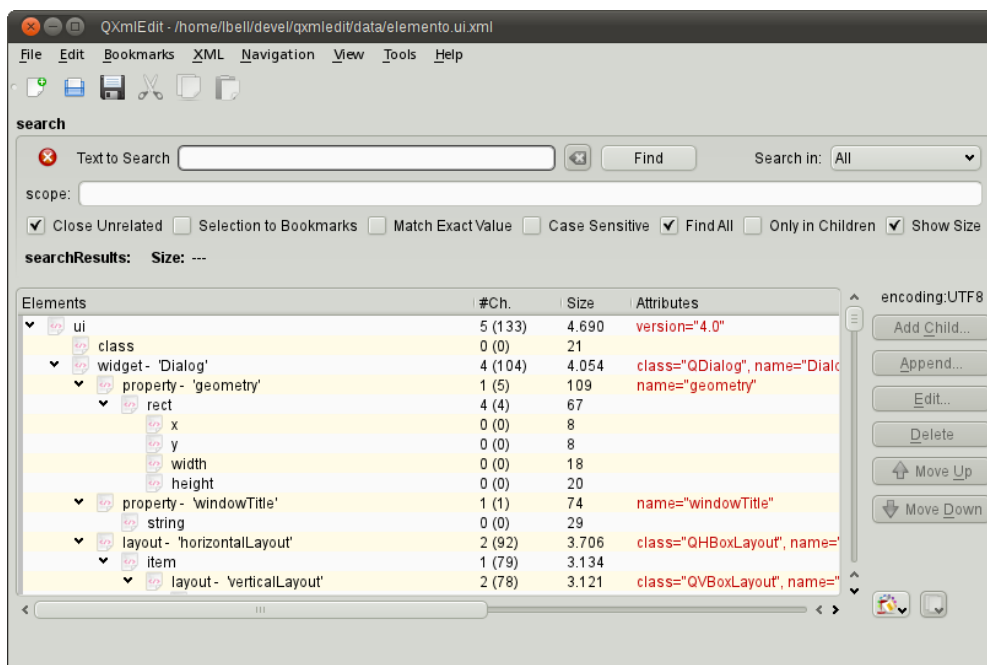 QXmlEdit - /home/lbell/devel/qxmledit/data/elemento.ui.xml
File Edit Bookmarks XML Navigation View Tools Help
search
Text to Search Find Search in: All
scope:
Close Unrelated Selection to Bookmarks Match Exact Value Case Sensitive Find All Only in Children Show Size
searchResults: Size: ---
Elements #Ch. Size Attributes encoding:UTF8
ui 5 (133) 4.690 version="4.0" Add Child...
class 0 (0) 21
widget - 'Dialog' 4 (104) 4.054 class="QDialog", name="Dialo Append...
property - 'geometry' 1 (5) 109 name="geometry"
rect 4 (4) 67 Edit...
x 0 (0) 8
y 0 (0) 8 Delete
width 0 (0) 18 Move Up
height 0 (0) 20
property - 'windowTitle' 1 (1) 74 name="windowTitle" Move Down
string 0 (0) 29
layout - 'horizontalLayout' 2 (92) 3.706 class="QHBoxLayout", name='
item 1 (79) 3.134
layout - 'verticalLayout' 2 (78) 3.121 class="QVBoxLayout", name="